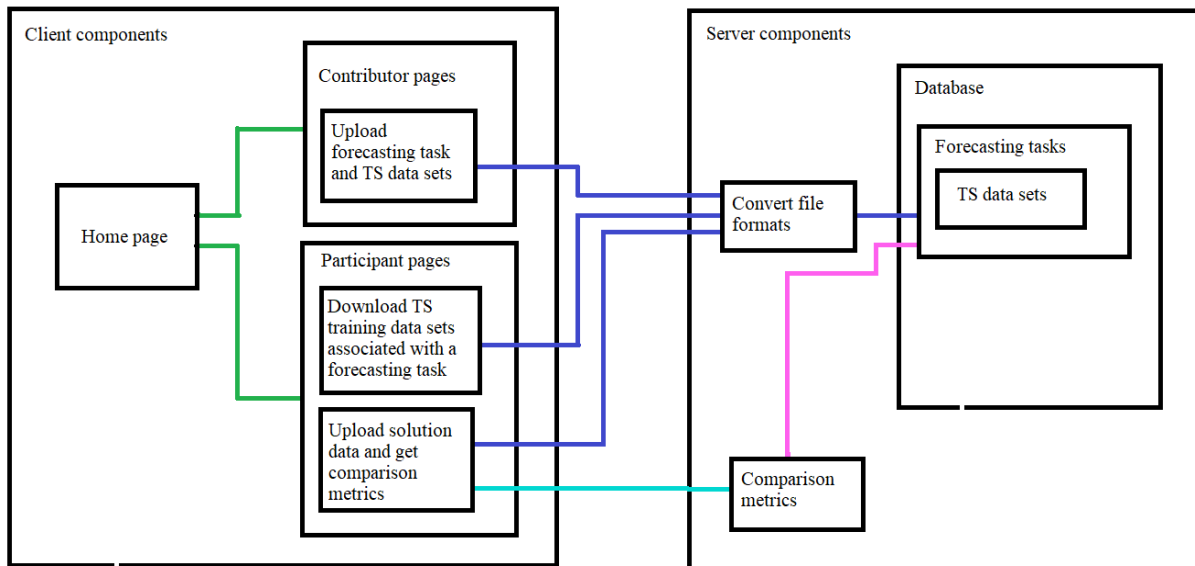 Client components
Contributor pages
Upload
forecasting task
and TS data sets
Home page
Participant pages
Download TS
training data sets
associated with a
forecasting task
Upload solution
data and get
comparison
metrics
Server components
Database
Forecasting tasks
TS data sets
Convert file
formats
Comparison
metrics